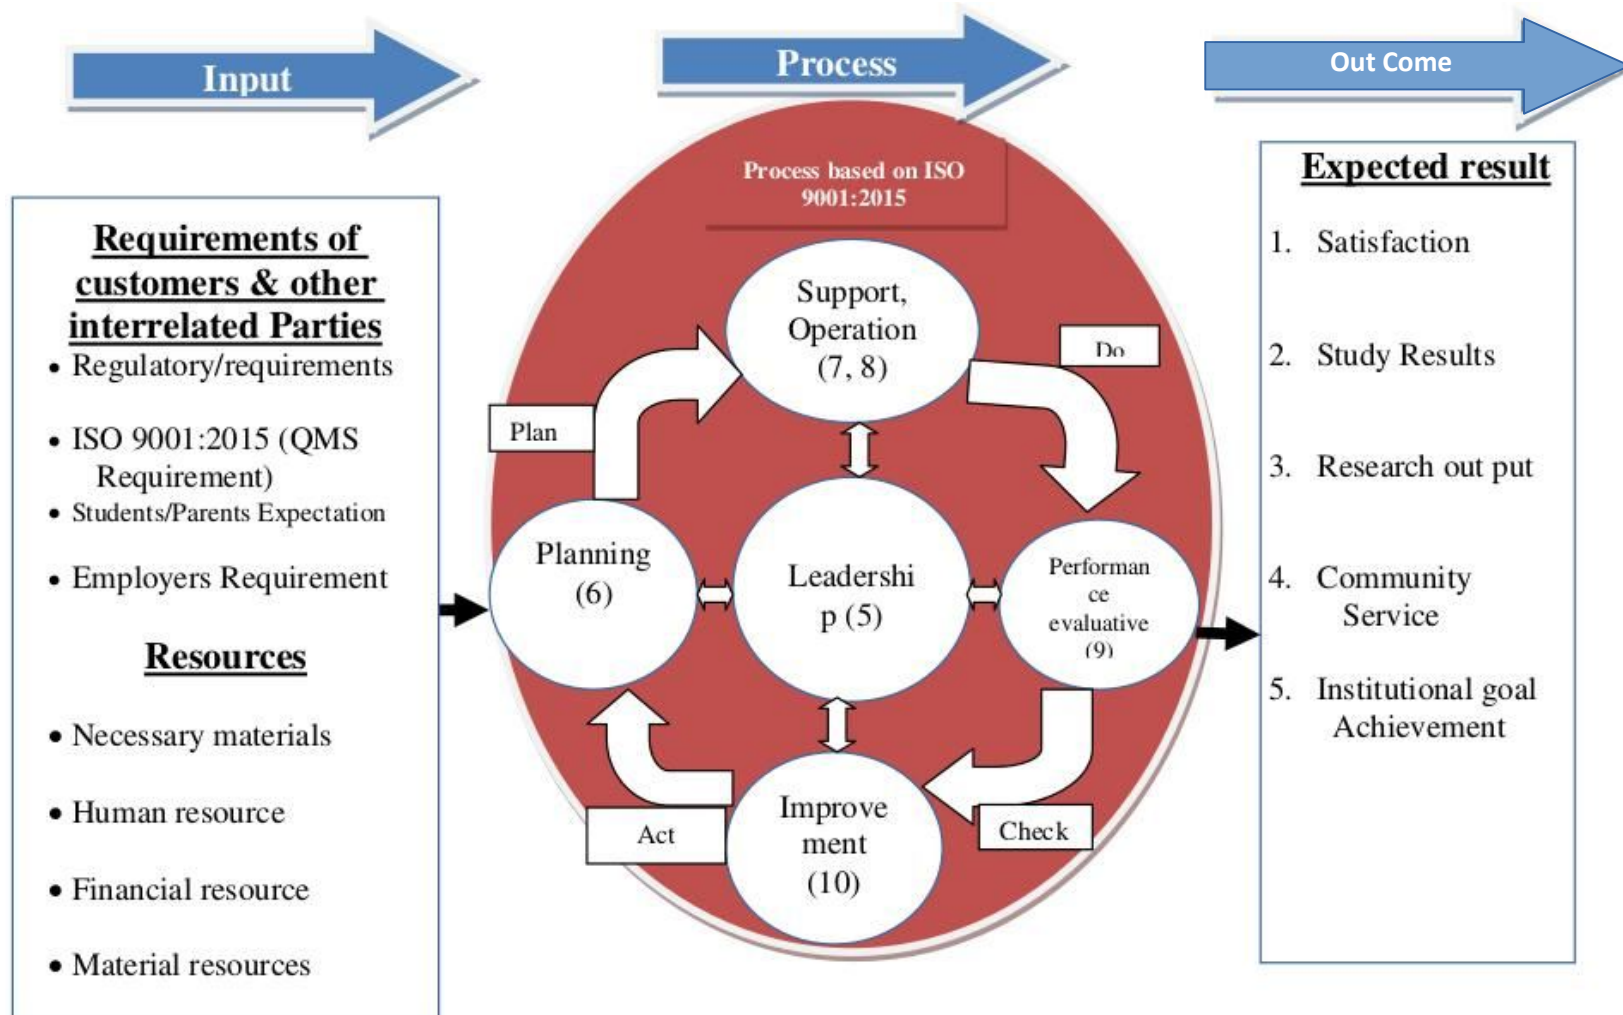 Input
Process
Out Come
Requirements of
customers & other
interrelated Parties
• Regulatory/requirements
• ISO 9001:2015 (QMS
Requirement)
• Students/Parents Expectation
• Employers Requirement
Resources
• Necessary materials
• Human resource
• Financial resource
• Material resources
Process based on ISO
9001:2015
Support,
Operation
(7, 8)
Do
Plan
Planning
(6)
Leadershi
p (5)
Performan
ce
evaluative
(9)
Improve
ment
(10)
Act
Check
Expected result
1. Satisfaction
2. Study Results
3. Research out put
4. Community
Service
5. Institutional goal
Achievement